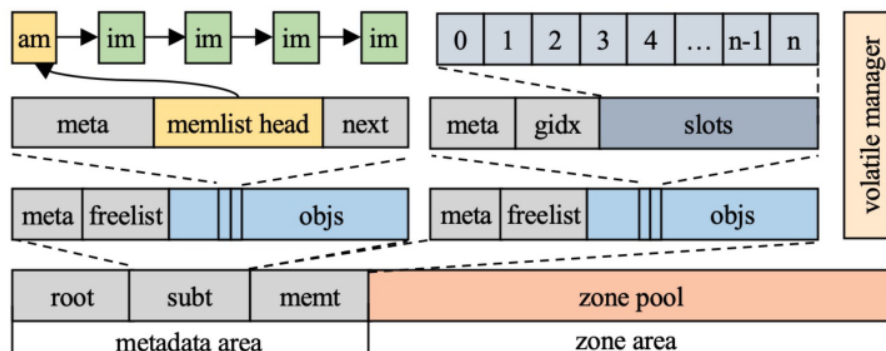 am im im im im 0 1 2 3 4 ... n-1 n
meta memlist head next meta gidx slots
volatile manager
meta freelist objs meta freelist objs
root subt memt zone pool
metadata area zone area